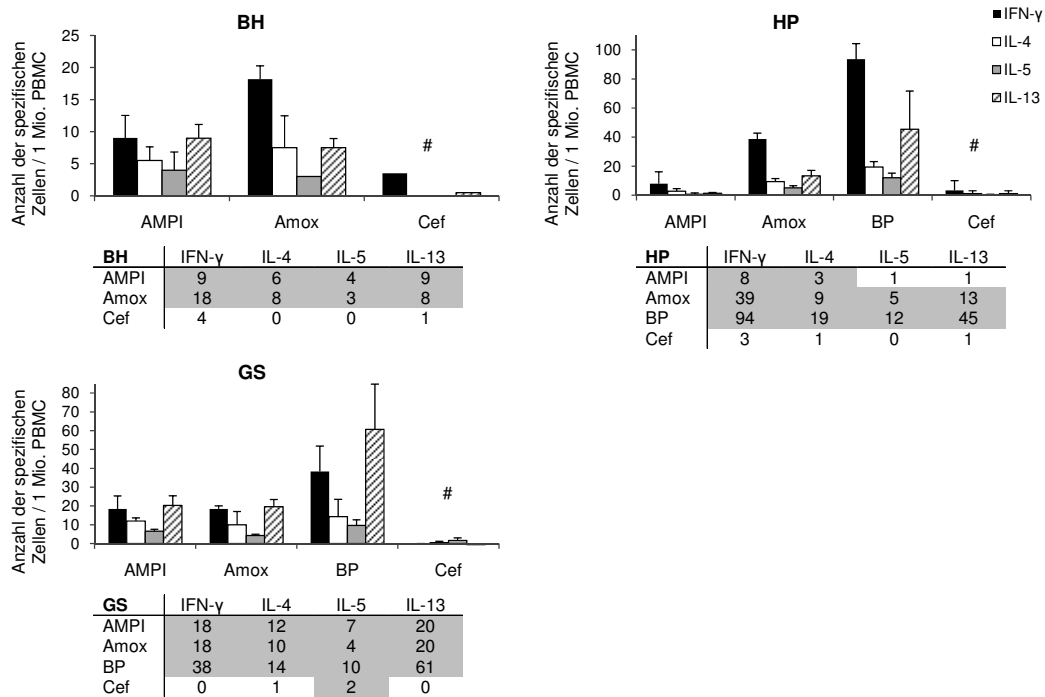 BH
Anzahl der spezifischen
Zellen / 1 Mio. PBMC
25
20
15
10
5
0
#
AMPI Amox Cef
BH IFN-γ IL-4 IL-5 IL-13
AMPI 9 6 4 9
Amox 18 8 3 8
Cef 4 0 0 1
HP
IFN-γ
IL-4
IL-5
IL-13
Anzahl der spezifischen
Zellen / 1 Mio. PBMC
100
80
60
40
20
0
#
AMPI Amox BP Cef
HP IFN-γ IL-4 IL-5 IL-13
AMPI 8 3 1 1
Amox 39 9 5 13
BP 94 19 12 45
Cef 3 1 0 1
GS
Anzahl der spezifischen
Zellen / 1 Mio. PBMC
80
70
60
50
40
30
20
10
0
#
AMPI Amox BP Cef
GS IFN-γ IL-4 IL-5 IL-13
AMPI 18 12 7 20
Amox 18 10 4 20
BP 38 14 10 61
Cef 0 1 2 0